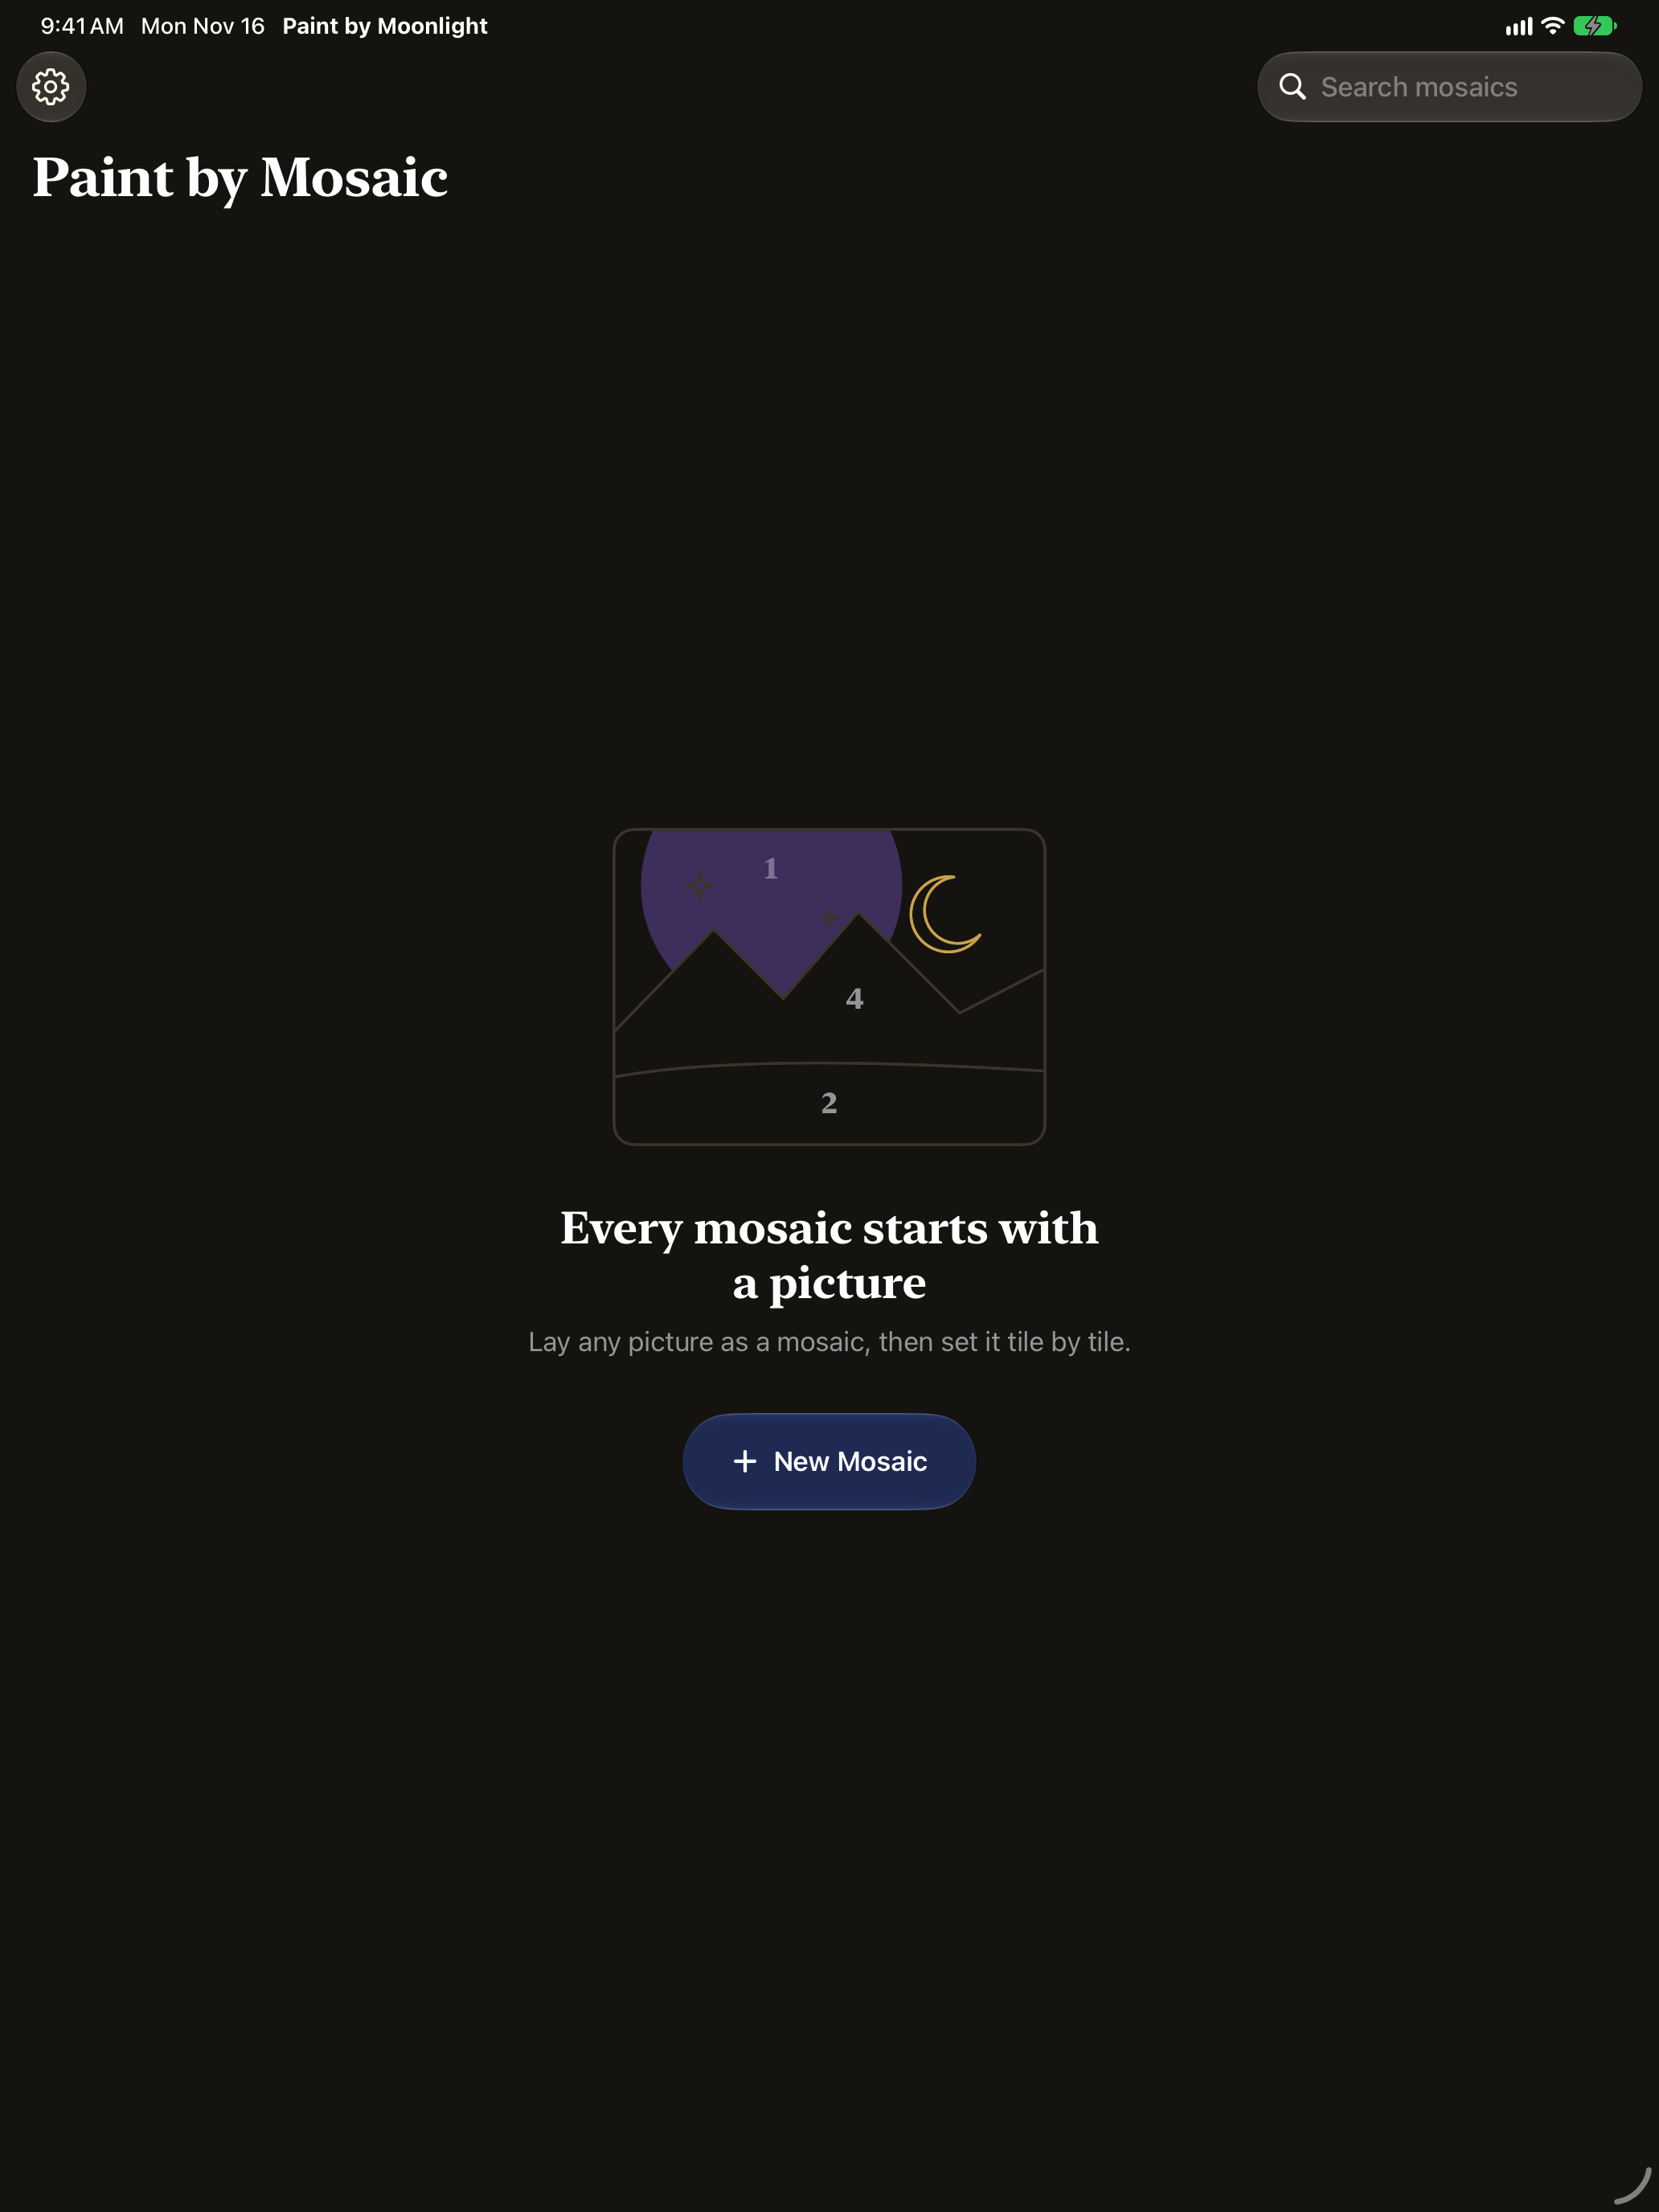 9:41 AM Mon Nov 16 Paint by Moonlight
Search mosaics
Paint by Mosaic
1
4
2
Every mosaic starts with
a picture
Lay any picture as a mosaic, then set it tile by tile.
+ New Mosaic